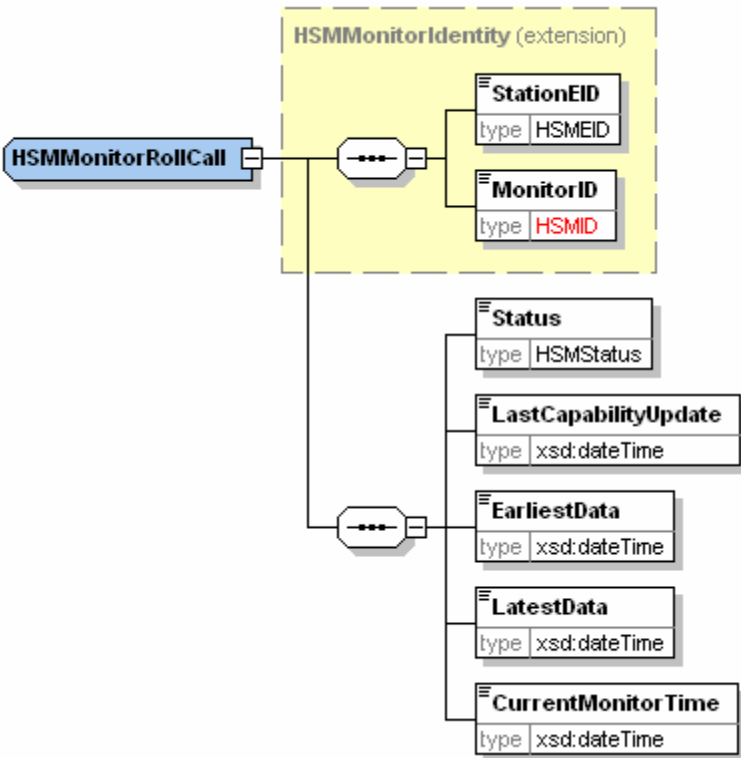 HSMMonitorIdentity (extension)
StationEID
type HSMEID
HSMMonitorRollCall
MonitorID
type HSMID
Status
type HSMStatus
LastCapabilityUpdate
type xsd:dateTime
EarliestData
type xsd:dateTime
LatestData
type xsd:dateTime
CurrentMonitorTime
type xsd:dateTime